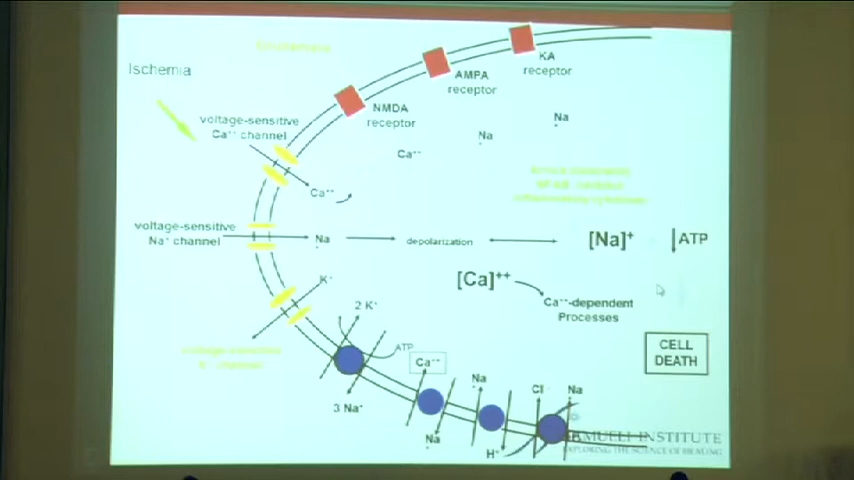 Ischemia
KA
receptor
AMPA
receptor
NMDA
receptor
voltage-sensitive
Ca⁺⁺ channel
Na
Na
Ca⁺⁺
Ca⁺⁺
voltage-sensitive
Na⁺ channel
Na
depolarization
[Na]⁺
ATP
[Ca]⁺⁺
Ca⁺⁺-dependent
Processes
K⁺
2 K⁺
ATP
3 Na⁺
Ca⁺⁺
Na
Na
H⁺
Cl
Na
CELL
DEATH
SAMUELI INSTITUTE
EXPLORING THE SCIENCE OF HEALING